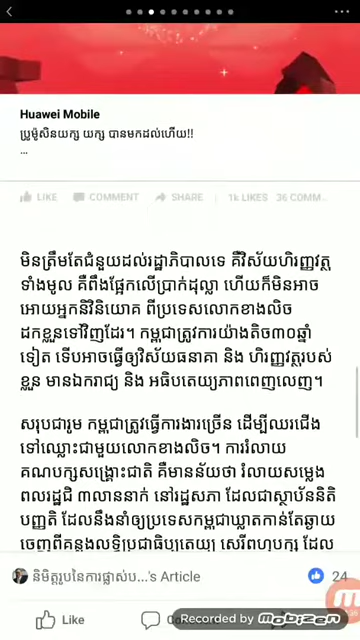 Huawei Mobile
ប្រូម៉ូសិនយក្ស យក្ស បានមកដល់ហើយ!!
...
LIKE COMMENT SHARE 1k LIKES 36 COMM...
មិនត្រឹមតែជំនួយដល់រដ្ឋាភិបាលទេ គឺវិស័យហិរញ្ញវត្ថុ
ទាំងមូល គឺពឹងផ្អែកលើប្រាក់ដុល្លា ហើយក៏មិនអាច
អោយអ្នកនិវិនិយោគ ពីប្រទេសលោកខាងលិច
ដកខ្លួនទៅវិញដែរ។ កម្ពុជាត្រូវការយ៉ាងតិច៣០ឆ្នាំ
ទៀត ទើបអាចធ្វើឲ្យវិស័យធនាគា និង ហិរញ្ញវត្ថុរបស់
ខ្លួន មានឯករាជ្យ និង អធិបតេយ្យភាពពេញលេញ។
សរុបជារួម កម្ពុជាត្រូវធ្វើការងារច្រើន ដើម្បីឈរជើង
ទៅឈ្លោះជាមួយលោកខាងលិច។ ការរំលាយ
គណបក្សសង្គ្រោះជាតិ គឺមានន័យថា រំលាយសម្លេង
ពលរដ្ឋជិ ៣លាននាក់ នៅរដ្ឋសភា ដែលជាស្ថាប័ននិតិ
បញ្ញតិ ដែលនឹងនាំឲ្យប្រទេសកម្ពុជាឃ្លាតកាន់តែឆ្ងាយ
ចេញពីគន្លងលទ្ធិប្រជាធិបតេយ្យ សេរីពហុបក្ស ដែល
និមិត្តរូបនៃការផ្លាស់ប...'s Article 24
Like Comm
Recorded by MOBIZEN